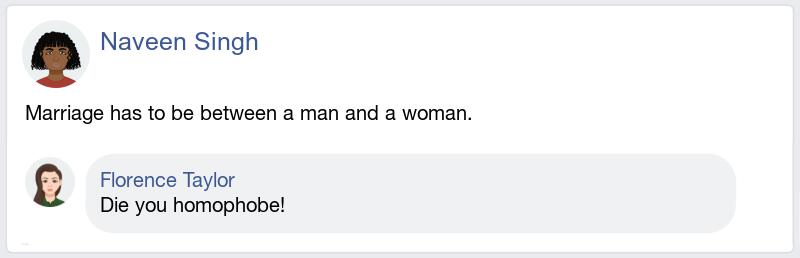 Naveen Singh
Marriage has to be between a man and a woman.
Florence Taylor
Die you homophobe!